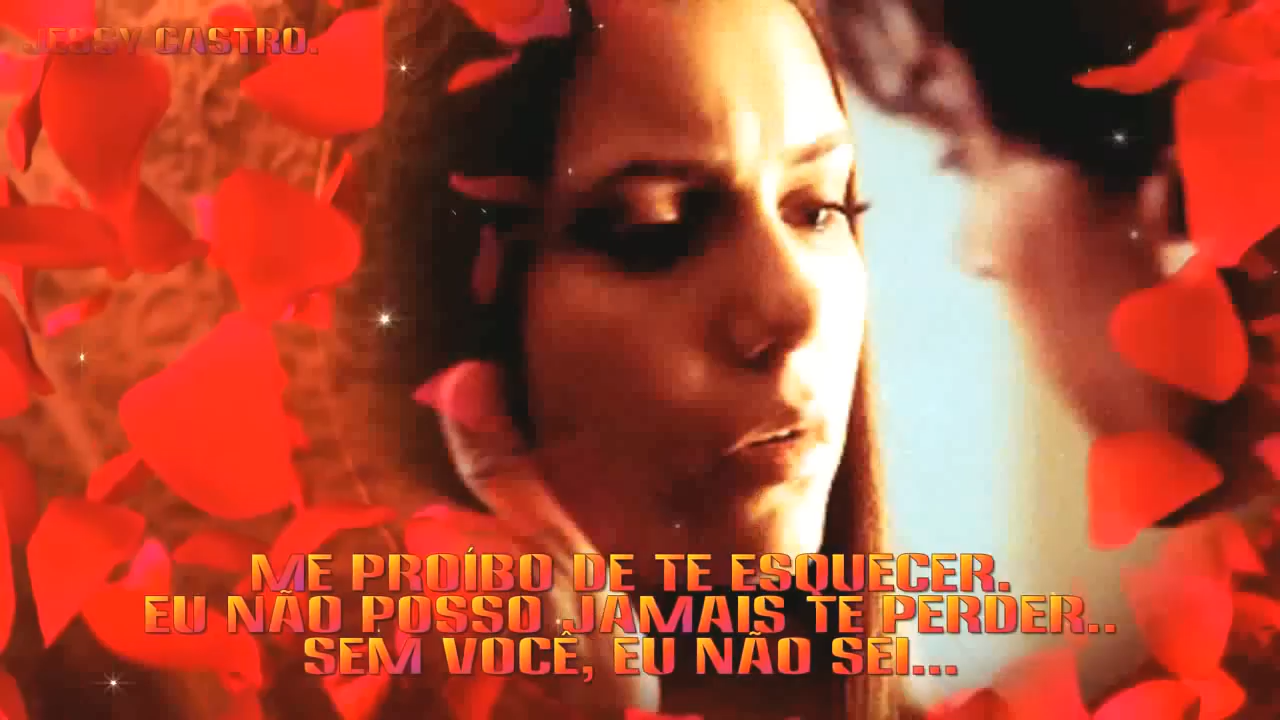 JESSY CASTRO.
ME PROÍBO DE TE ESQUECER.
EU NÃO POSSO JAMAIS TE PERDER..
SEM VOCÊ, EU NÃO SEI...